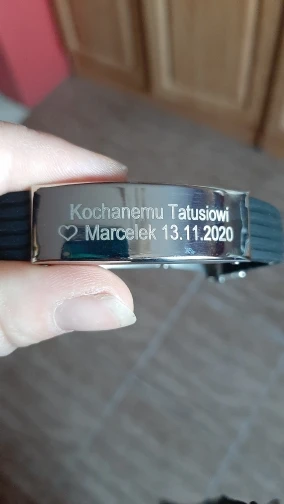 Kochanemu Tatusiowi
♡ Marcelek 13.11.2020